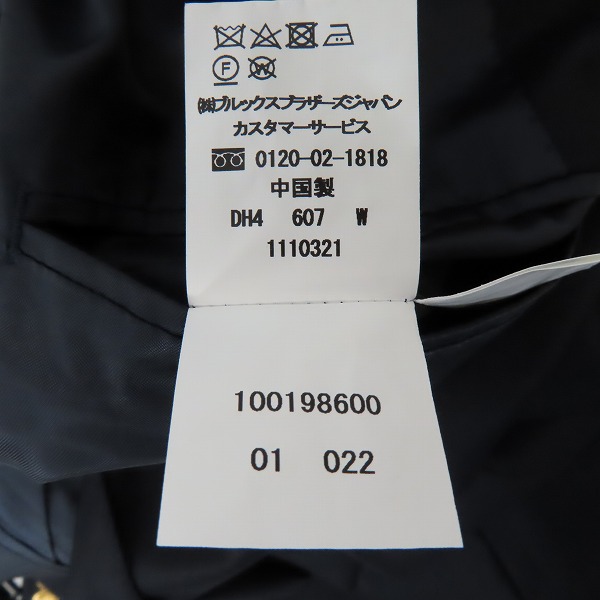 F W
㈱ブルックスブラザーズジャパン
カスタマーサービス
0120-02-1818
中国製
DH4 607 W
1110321
100198600
01 022